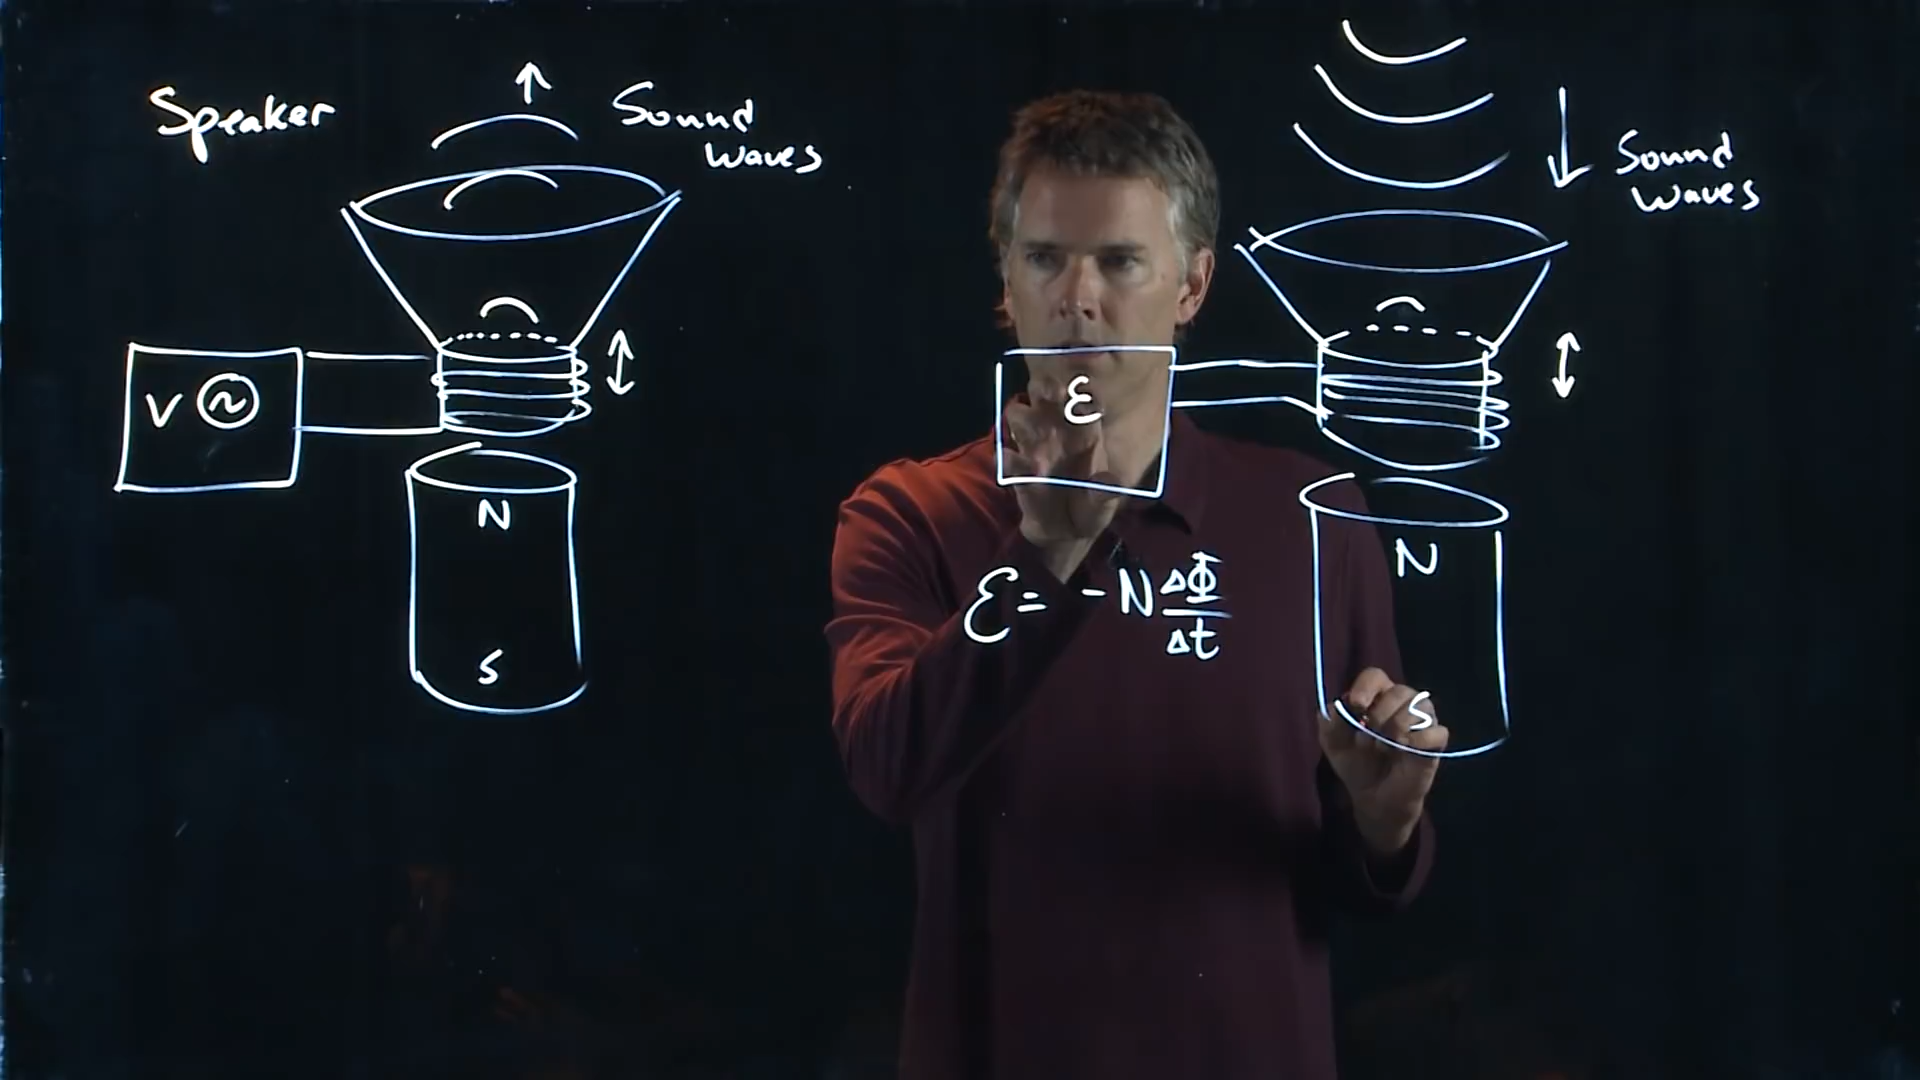 Speaker
Sound
waves
V ~
N
S
Sound
waves
ε
ε = - N ΔΦ/Δt
N
S